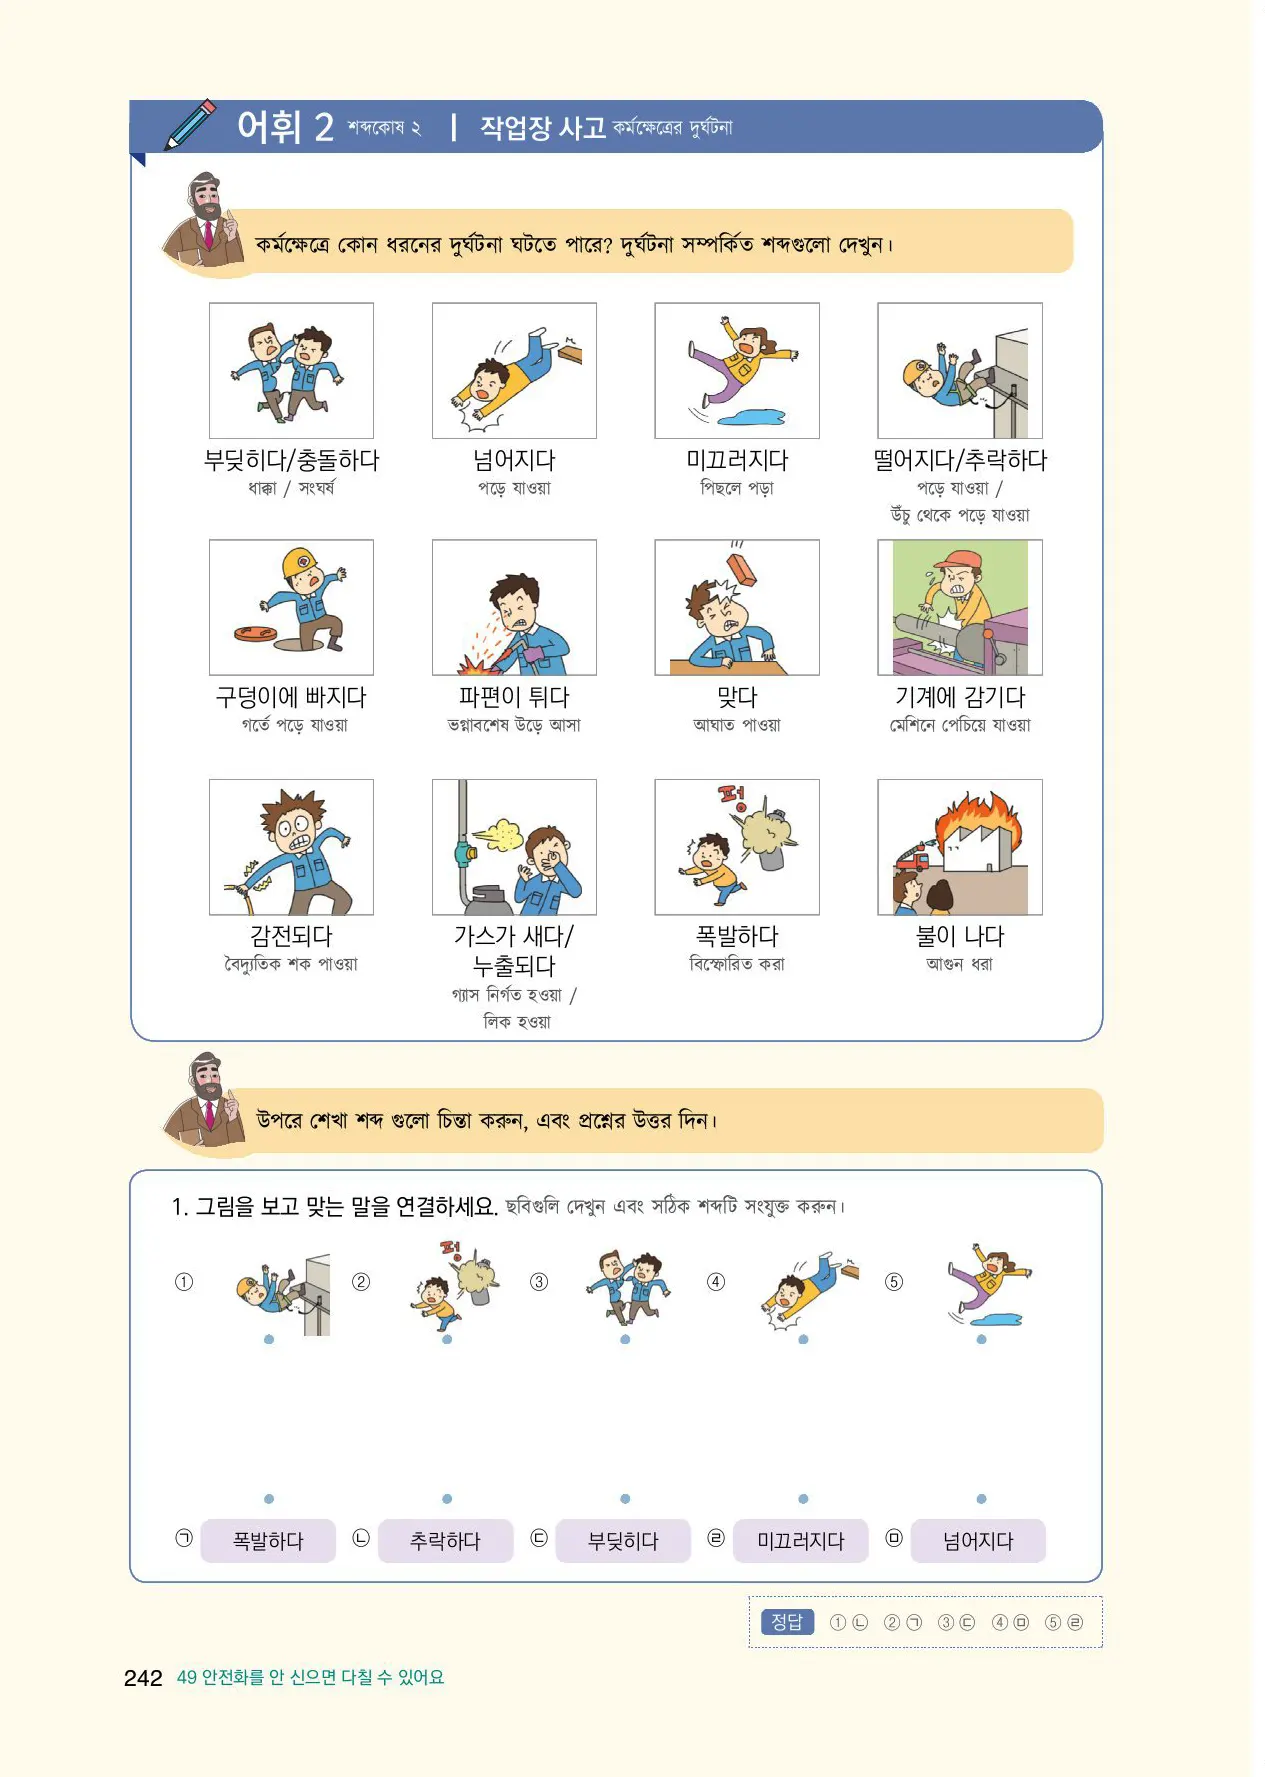 어휘 2 শব্দকোষ ২ | 작업장 사고 কর্মক্ষেত্রের দুর্ঘটনা
কর্মক্ষেত্রে কোন ধরনের দুর্ঘটনা ঘটতে পারে? দুর্ঘটনা সম্পর্কিত শব্দগুলো দেখুন।
부딪히다/충돌하다 넘어지다 미끄러지다 떨어지다/추락하다
ধাক্কা / সংঘর্ষ পড়ে যাওয়া পিছলে পড়া পড়ে যাওয়া /
উঁচু থেকে পড়ে যাওয়া
구덩이에 빠지다 파편이 튀다 맞다 기계에 감기다
গর্তে পড়ে যাওয়া ভগ্নাবশেষ উড়ে আসা আঘাত পাওয়া মেশিনে পেচিয়ে যাওয়া
펑
감전되다 가스가 새다/ 폭발하다 불이 나다
বৈদ্যুতিক শক পাওয়া 누출되다 বিস্ফোরিত করা আগুন ধরা
গ্যাস নির্গত হওয়া /
লিক হওয়া
উপরে শেখা শব্দ গুলো চিন্তা করুন, এবং প্রশ্নের উত্তর দিন।
1. 그림을 보고 맞는 말을 연결하세요. ছবিগুলি দেখুন এবং সঠিক শব্দটি সংযুক্ত করুন।
펑
① ② ③ ④ ⑤
㉠ 폭발하다 ㉡ 추락하다 ㉢ 부딪히다 ㉣ 미끄러지다 ㉤ 넘어지다
정답 ① ㉡ ② ㉠ ③ ㉢ ④ ㉤ ⑤ ㉣
242 49 안전화를 안 신으면 다칠 수 있어요